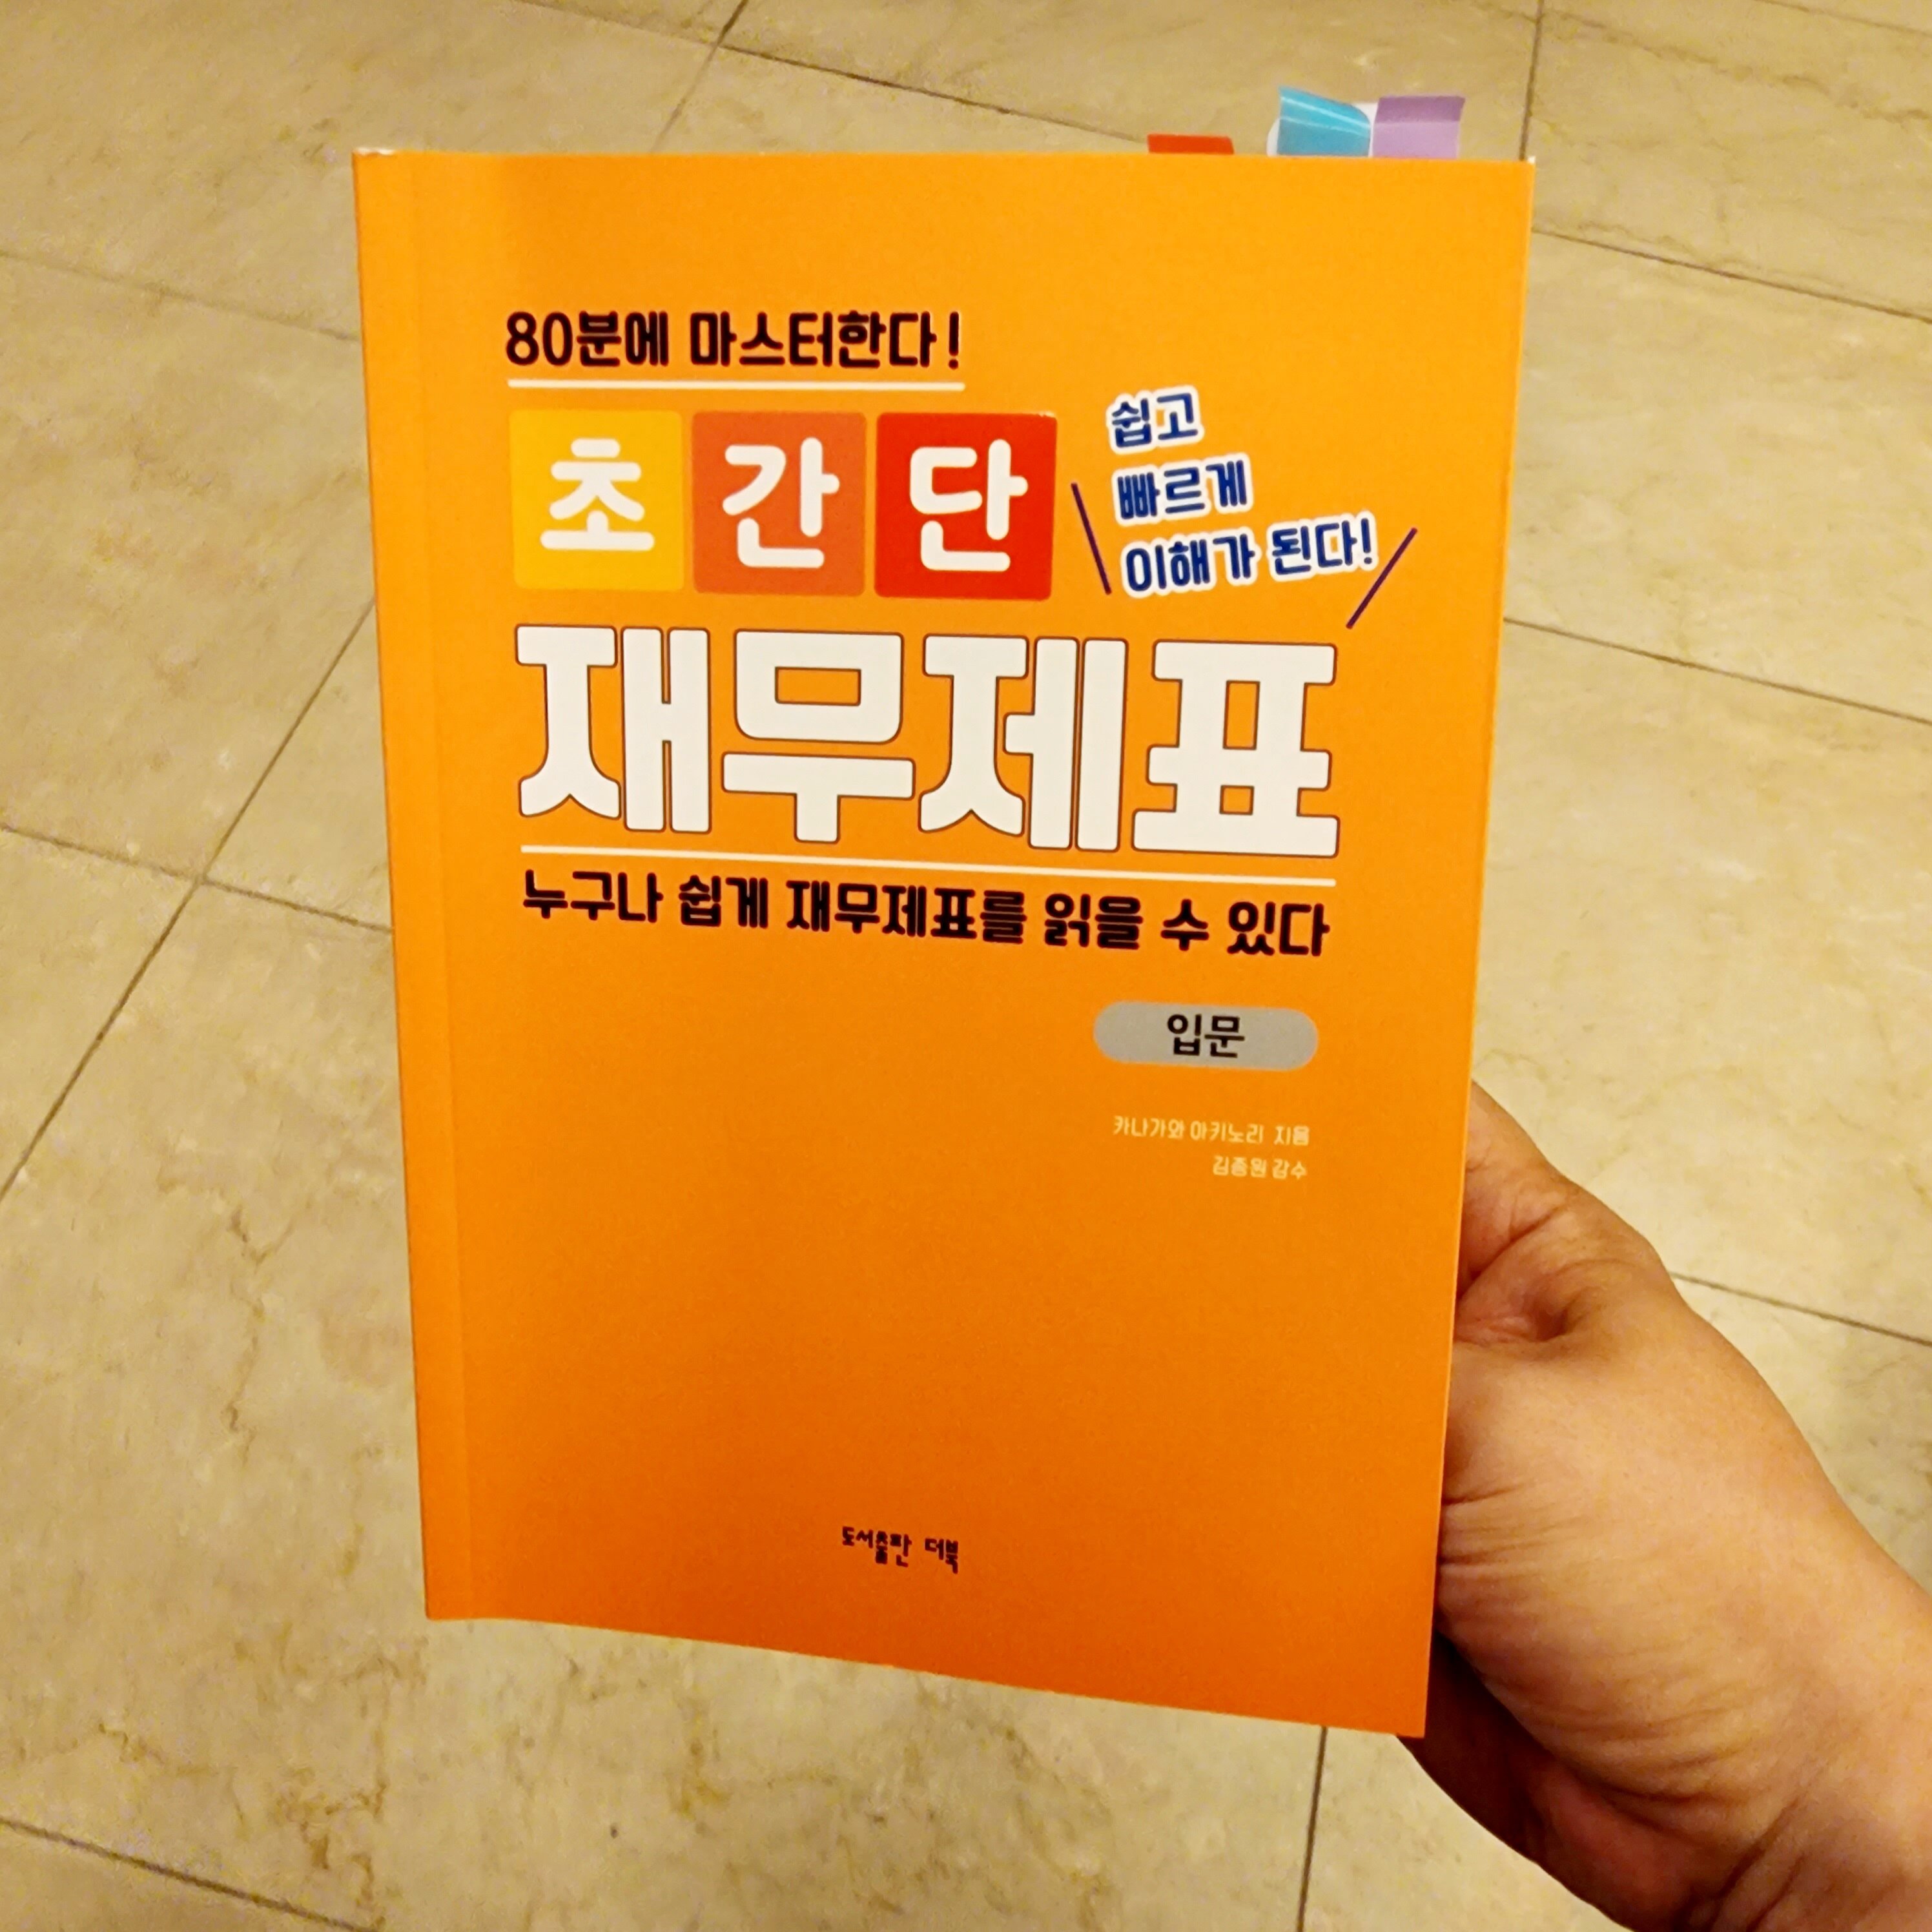 80분에 마스터한다!
초간단
쉽고
빠르게
이해가 된다!
재무제표
누구나 쉽게 재무제표를 읽을 수 있다
입문
카나가와 아키노리 지음
김종원 감수
도서출판 더북